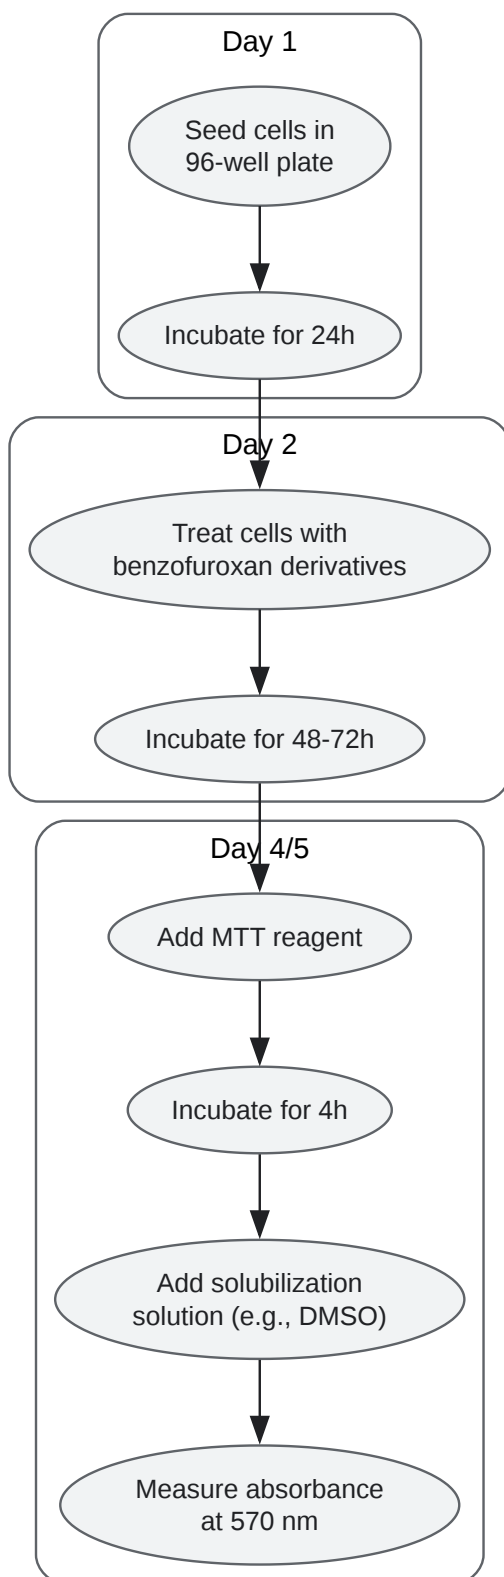 Day 1
Seed cells in
96-well plate
Incubate for 24h
Day 2
Treat cells with
benzofuroxan derivatives
Incubate for 48-72h
Day 4/5
Add MTT reagent
Incubate for 4h
Add solubilization
solution (e.g., DMSO)
Measure absorbance
at 570 nm